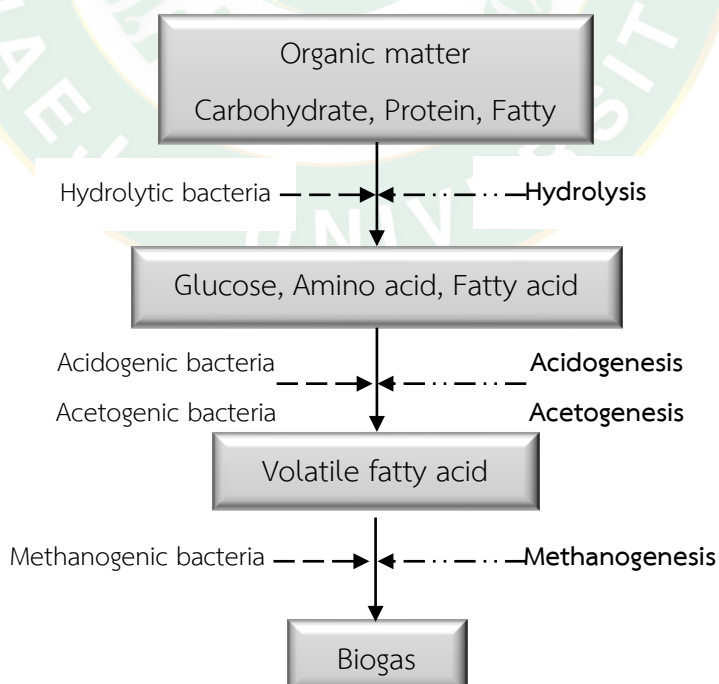 Organic matter
Carbohydrate, Protein, Fatty
Hydrolytic bacteria
Hydrolysis
Glucose, Amino acid, Fatty acid
Acidogenic bacteria
Acidogenesis
Acetogenic bacteria
Acetogenesis
Volatile fatty acid
Methanogenic bacteria
Methanogenesis
Biogas